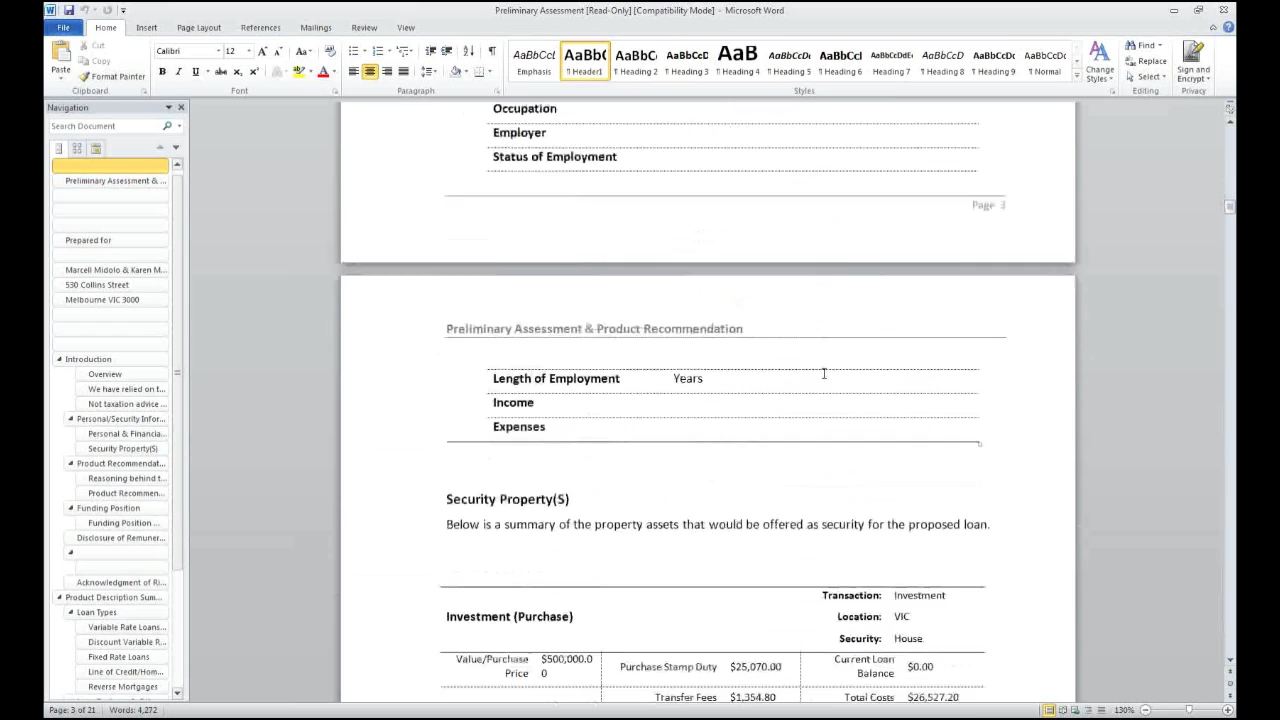 Preliminary Assessment [Read-Only] [Compatibility Mode] - Microsoft Word
File Home Insert Page Layout References Mailings Review View
Paste
Cut
Copy
Format Painter
Clipboard
Calibri 12
Font
Paragraph
AaBbCcI AaBb( AaBbC AaBbCcD AaB AaBbCcDc AaBbCc AaBbCcDdEe AaBbCcD AaBbCcD AaBbCcD
Emphasis ¶ Header1 ¶ Heading 2 ¶ Heading 3 ¶ Heading 4 ¶ Heading 5 ¶ Heading 6 Heading 7 ¶ Heading 8 ¶ Heading 9 ¶ Normal
Styles
Change Styles
Find
Replace
Select
Editing
Sign and Encrypt
Privacy
Navigation
Search Document
Preliminary Assessment & ...
Prepared for
Marcell Midolo & Karen M...
530 Collins Street
Melbourne VIC 3000
Introduction
Overview
We have relied on t...
Not taxation advice ...
Personal/Security Infor...
Personal & Financia...
Security Property(S)
Product Recommendat...
Reasoning behind t...
Product Recommen...
Funding Position
Funding Position ...
Disclosure of Remuner...
Acknowledgment of Ri...
Product Description Sum...
Loan Types
Variable Rate Loans...
Discount Variable R...
Fixed Rate Loans
Line of Credit/Hom...
Reverse Mortgages
Occupation
Employer
Status of Employment
Page 3
Preliminary Assessment & Product Recommendation
Length of Employment Years
Income
Expenses
Security Property(S)
Below is a summary of the property assets that would be offered as security for the proposed loan.
Investment (Purchase)
Transaction: Investment
Location: VIC
Security: House
Value/Purchase Price $500,000.00 Purchase Stamp Duty $25,070.00 Current Loan Balance $0.00
Transfer Fees $1,354.80 Total Costs $26,527.20
Page: 3 of 21 Words: 4,272
130%